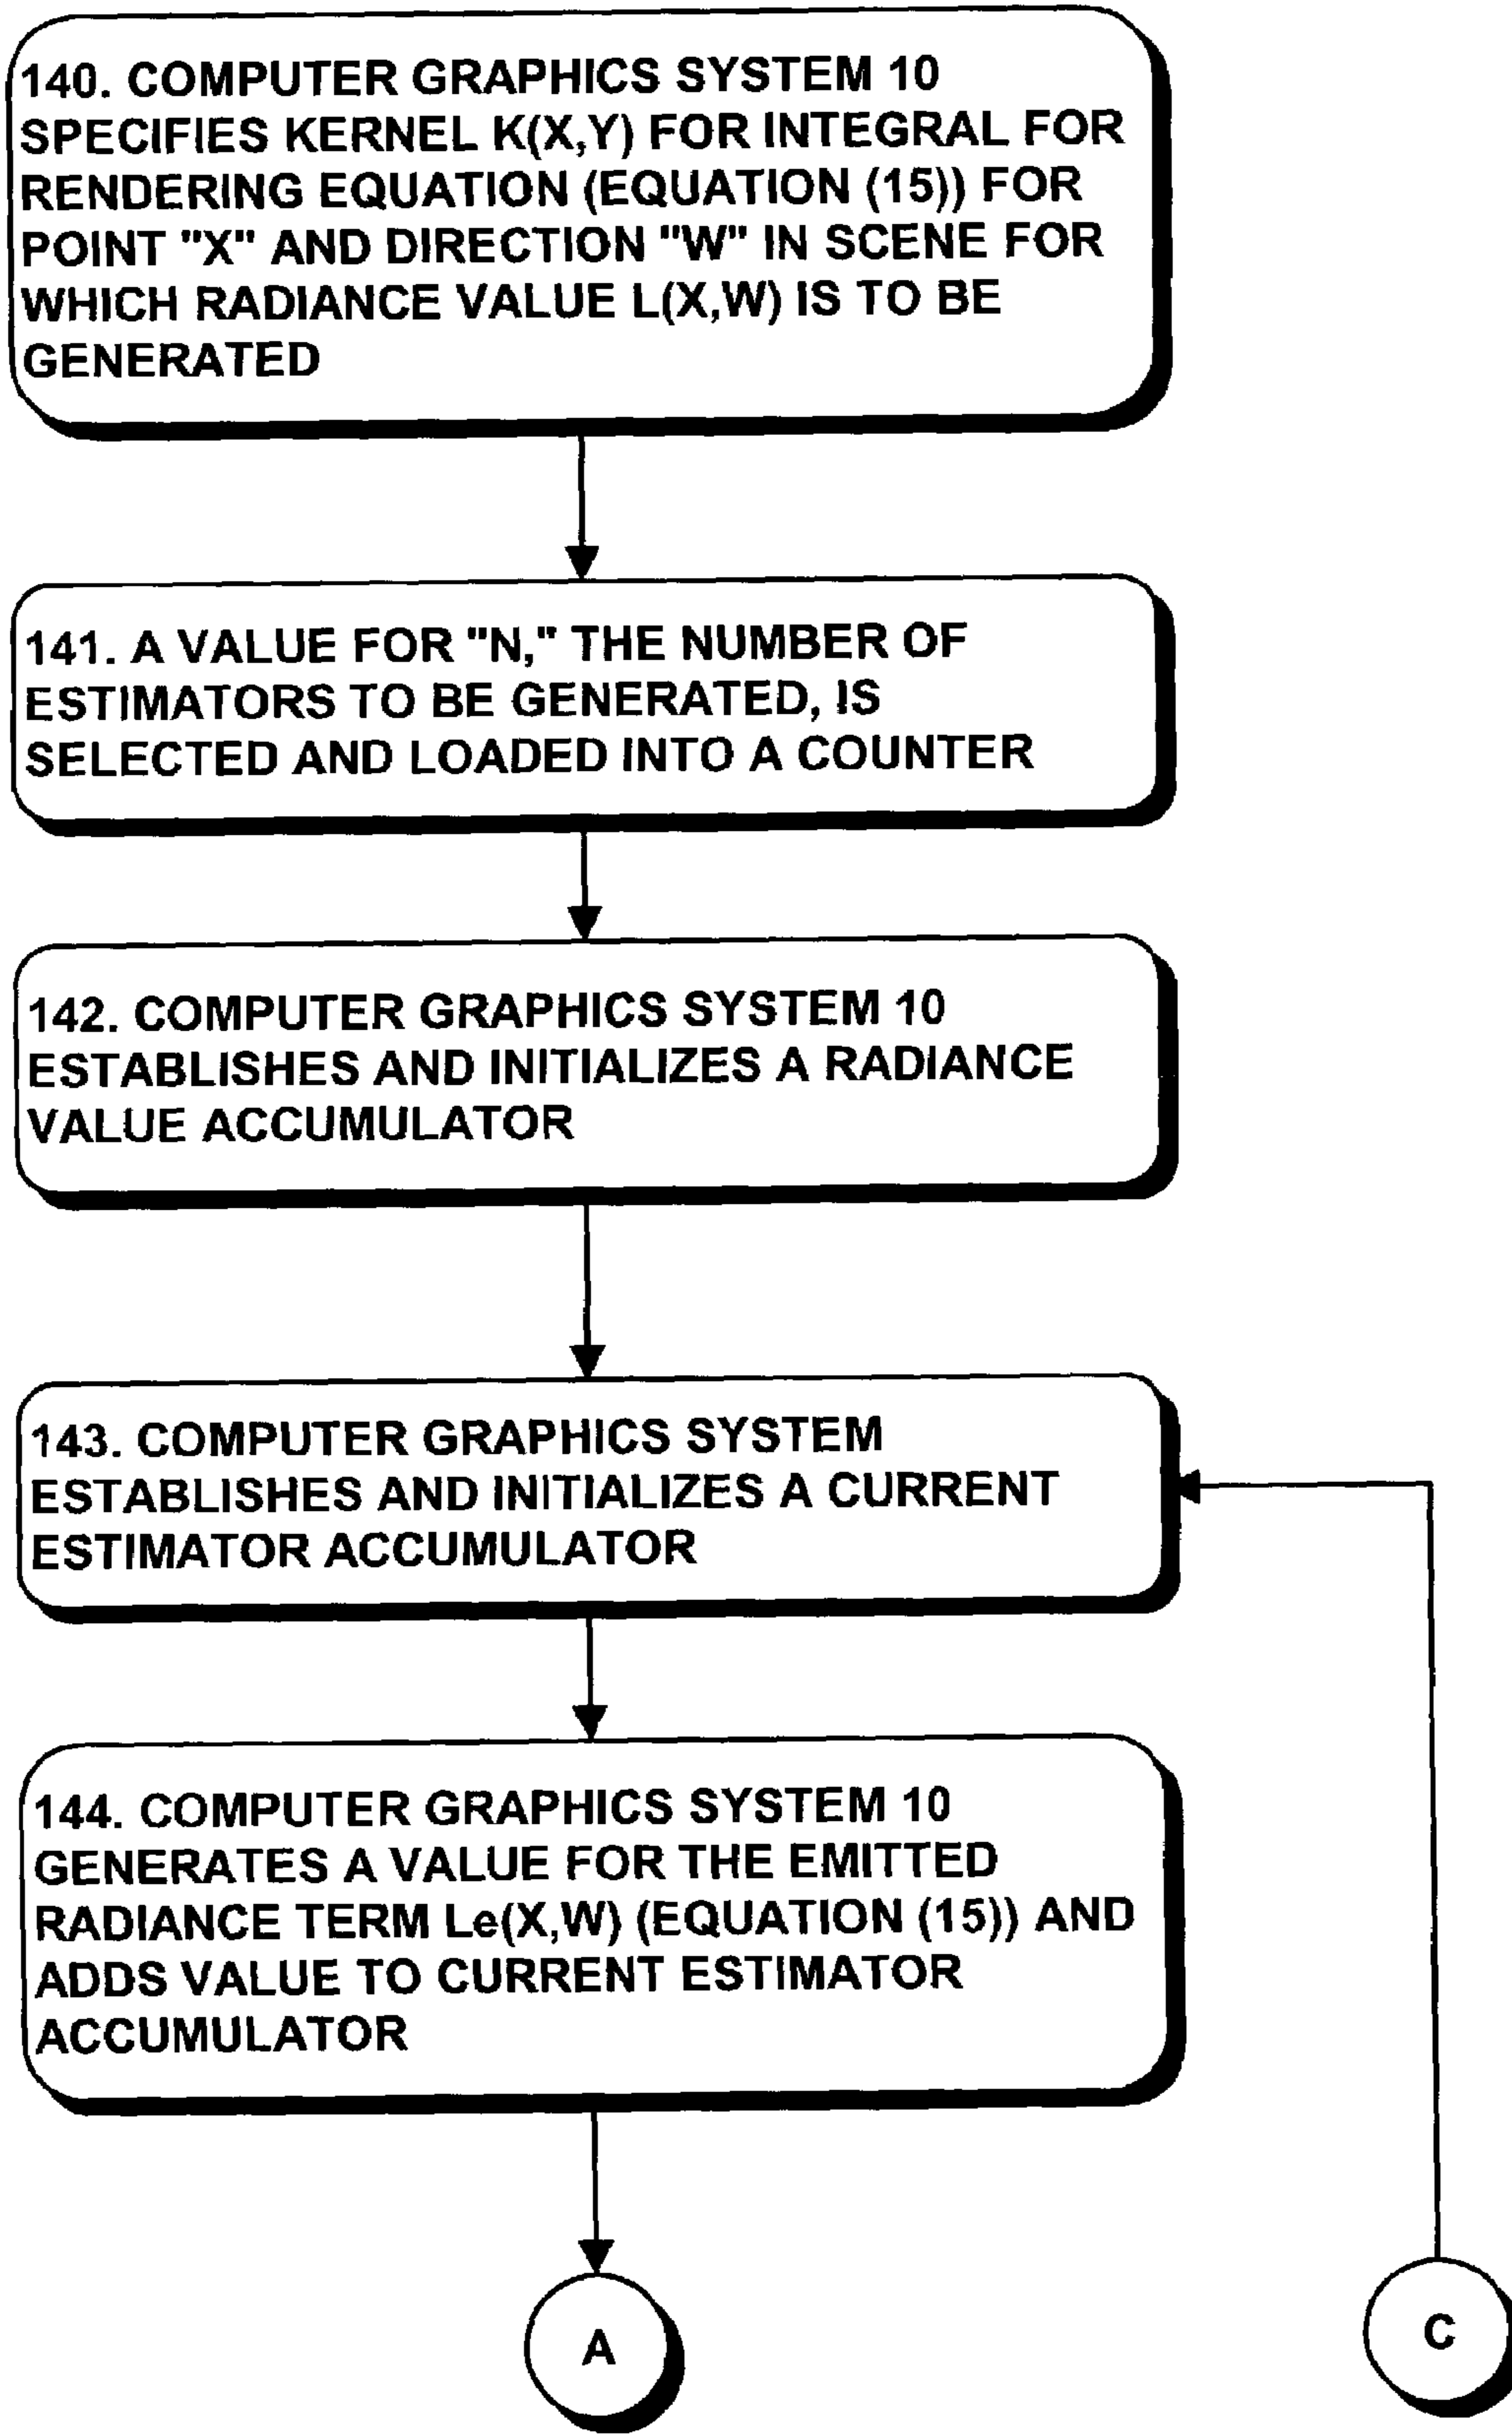 140. COMPUTER GRAPHICS SYSTEM 10
SPECIFIES KERNEL K(X,Y) FOR INTEGRAL FOR
RENDERING EQUATION (EQUATION (15)) FOR
POINT "X" AND DIRECTION "W" IN SCENE FOR
WHICH RADIANCE VALUE L(X,W) IS TO BE
GENERATED
141. A VALUE FOR "N," THE NUMBER OF
ESTIMATORS TO BE GENERATED, IS
SELECTED AND LOADED INTO A COUNTER
142. COMPUTER GRAPHICS SYSTEM 10
ESTABLISHES AND INITIALIZES A RADIANCE
VALUE ACCUMULATOR
143. COMPUTER GRAPHICS SYSTEM
ESTABLISHES AND INITIALIZES A CURRENT
ESTIMATOR ACCUMULATOR
144. COMPUTER GRAPHICS SYSTEM 10
GENERATES A VALUE FOR THE EMITTED
RADIANCE TERM Le(X,W) (EQUATION (15)) AND
ADDS VALUE TO CURRENT ESTIMATOR
ACCUMULATOR
A
C